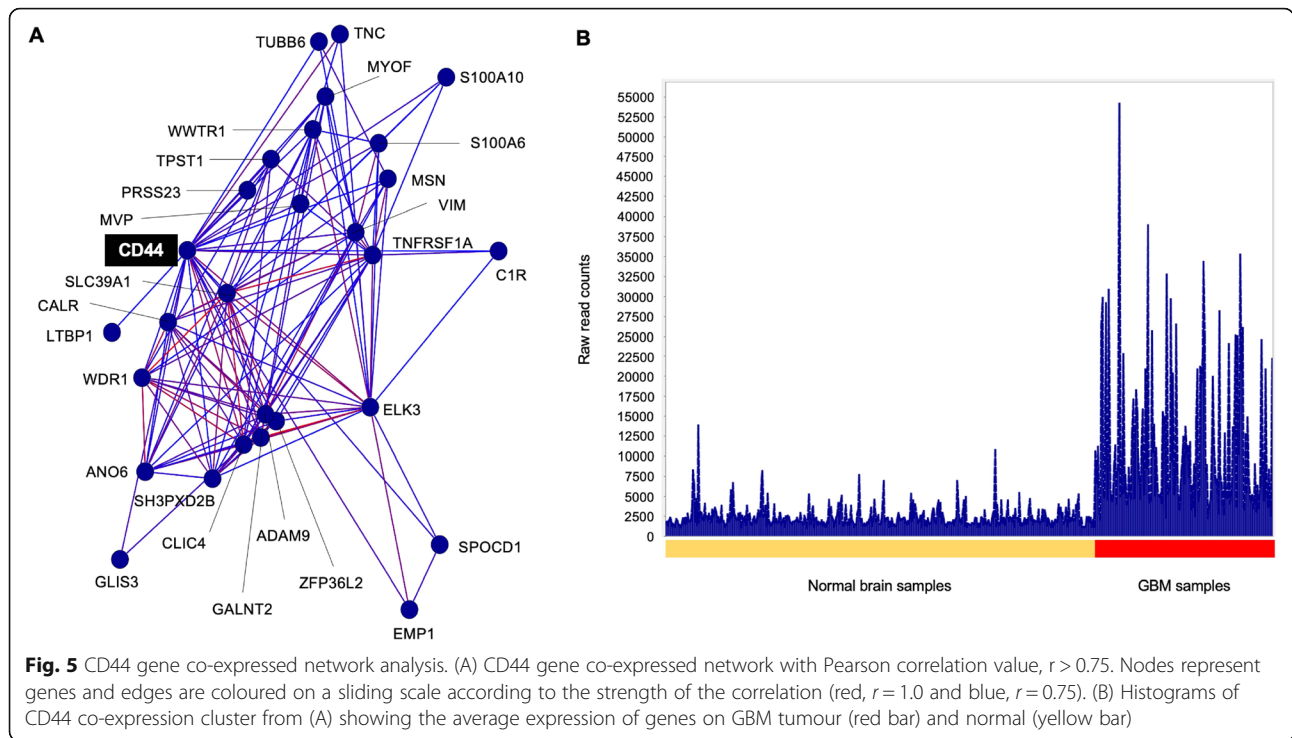 A
TUBB6
TNC
MYOF
S100A10
WWTR1
S100A6
TPST1
MSN
PRSS23
VIM
MVP
TNFRSF1A
CD44
C1R
SLC39A1
CALR
LTBP1
WDR1
ELK3
ANO6
SH3PXD2B
CLIC4
ADAM9
SPOCD1
GLIS3
ZFP36L2
GALNT2
EMP1
B
Raw read counts
55000
52500
50000
47500
45000
42500
40000
37500
35000
32500
30000
27500
25000
22500
20000
17500
15000
12500
10000
7500
5000
2500
0
Normal brain samples
GBM samples
Fig. 5 CD44 gene co-expressed network analysis. (A) CD44 gene co-expressed network with Pearson correlation value, r > 0.75. Nodes represent
genes and edges are coloured on a sliding scale according to the strength of the correlation (red, r = 1.0 and blue, r = 0.75). (B) Histograms of
CD44 co-expression cluster from (A) showing the average expression of genes on GBM tumour (red bar) and normal (yellow bar)